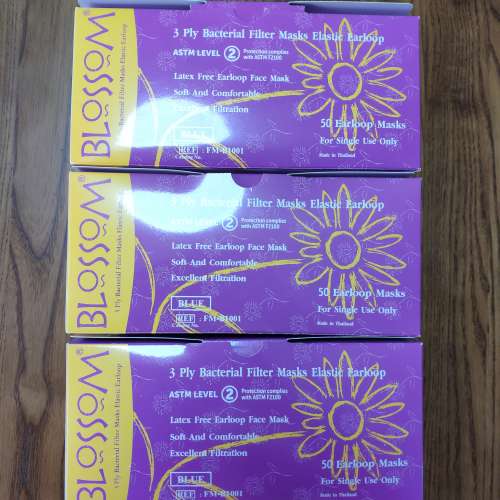 BLOSSOM®
3 Ply Bacterial Filter Masks Elastic Earloop
3 Ply Bacterial Filter Masks Elastic Earloop
ASTM LEVEL 2 Protection complies
with ASTM F2100
Latex Free Earloop Face Mask
Soft And Comfortable
Excellent Filtration
BLUE
REF : FM-B1001
Catalog No.
50 Earloop Masks
For Single Use Only
Made in Thailand
BLOSSOM®
3 Ply Bacterial Filter Masks Elastic Earloop
3 Ply Bacterial Filter Masks Elastic Earloop
ASTM LEVEL 2 Protection complies
with ASTM F2100
Latex Free Earloop Face Mask
Soft And Comfortable
Excellent Filtration
BLUE
REF : FM-B1001
Catalog No.
50 Earloop Masks
For Single Use Only
Made in Thailand
BLOSSOM®
3 Ply Bacterial Filter Masks Elastic Earloop
3 Ply Bacterial Filter Masks Elastic Earloop
ASTM LEVEL 2 Protection complies
with ASTM F2100
Latex Free Earloop Face Mask
Soft And Comfortable
Excellent Filtration
BLUE
REF : FM-B1001
50 Earloop Masks
For Single Use Only
Made in Thailand